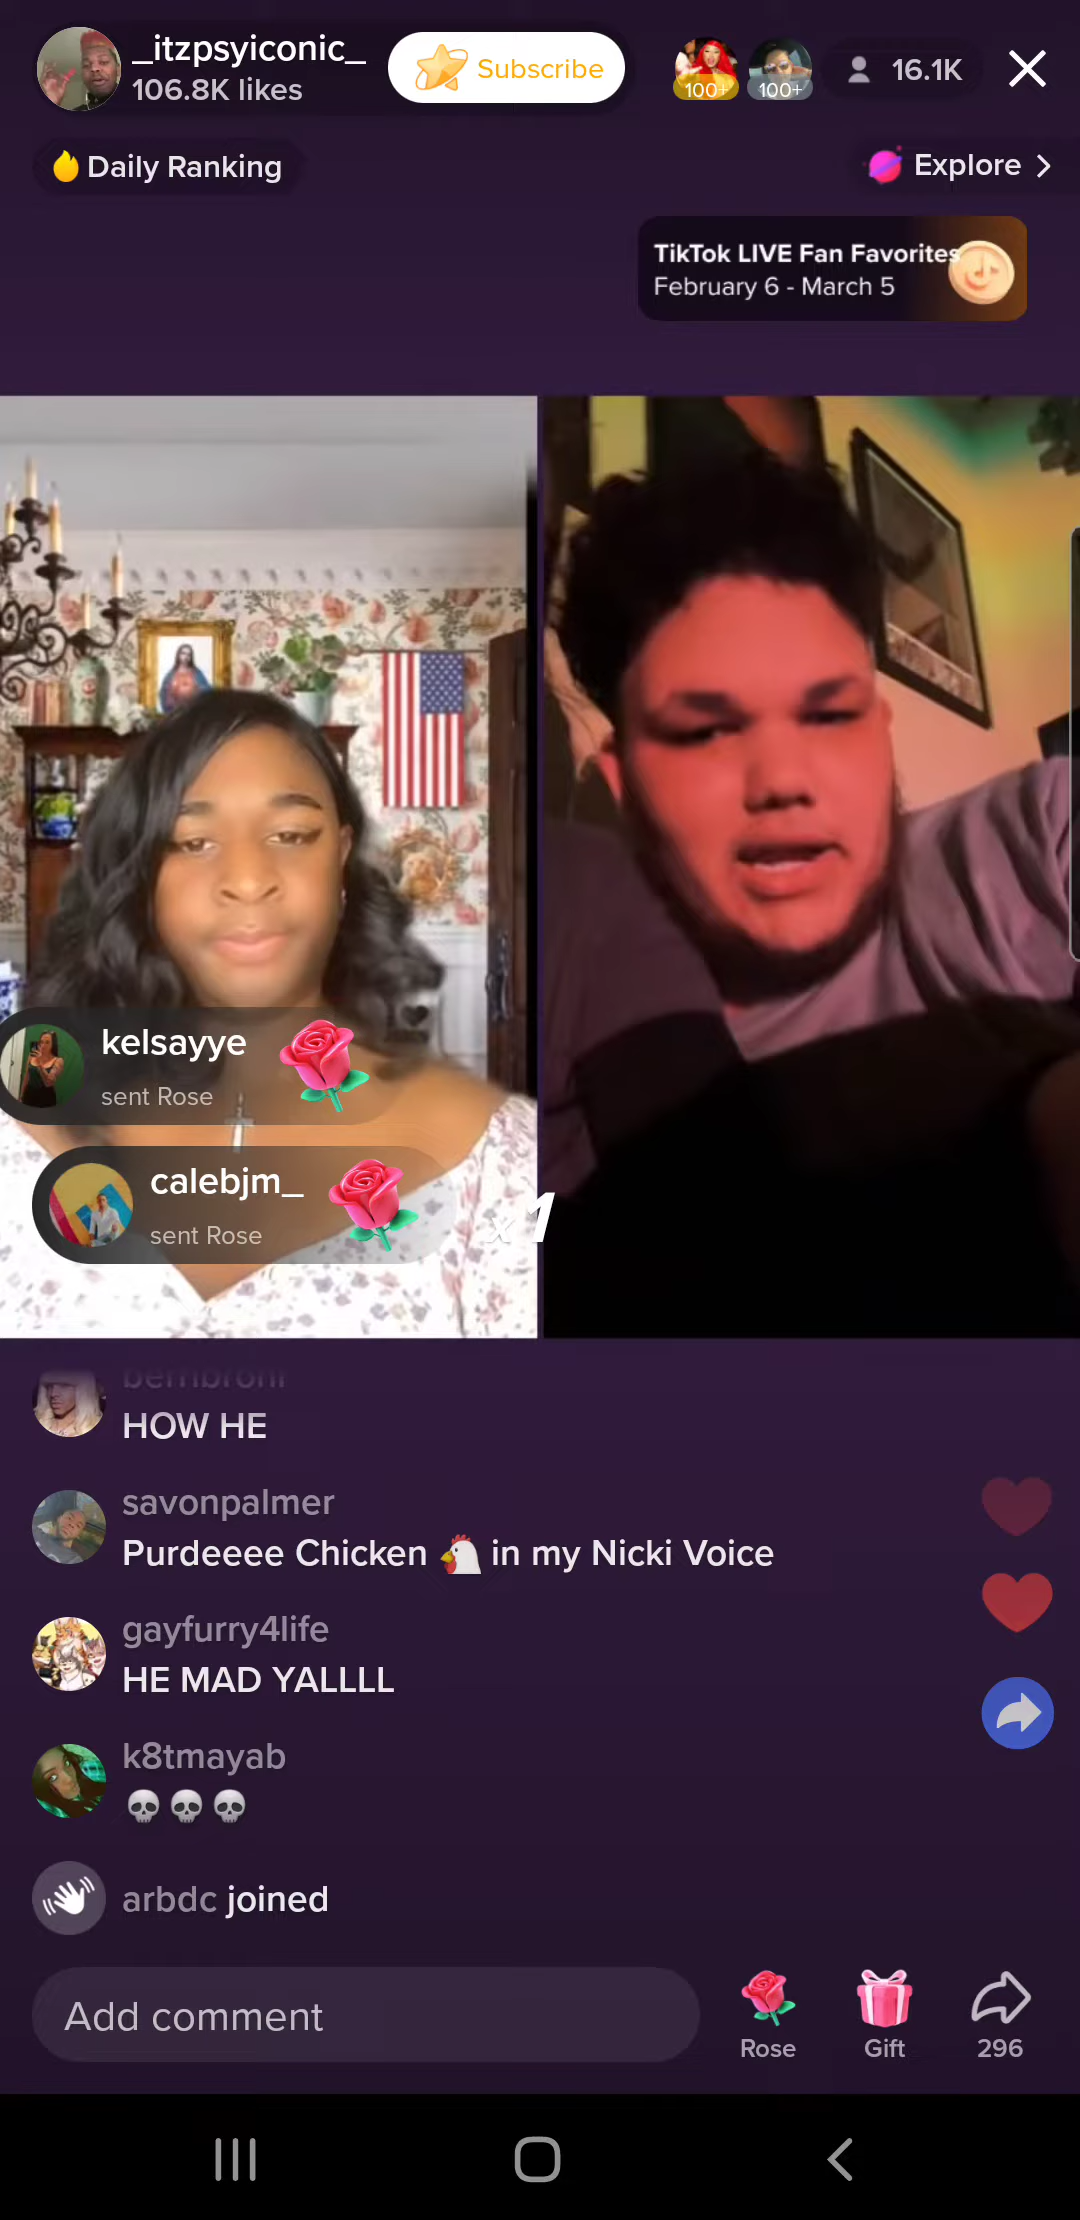 _itzpsyiconic_
106.8K likes
Subscribe
100+
100+
16.1K
Daily Ranking
Explore >
TikTok LIVE Fan Favorites
February 6 - March 5
kelsayye
sent Rose
calebjm_
sent Rose
x1
HOW HE
savonpalmer
Purdeeee Chicken 🐔 in my Nicki Voice
gayfurry4life
HE MAD YALLLL
k8tmayab
💀💀💀
arbdc joined
Add comment
Rose
Gift
296